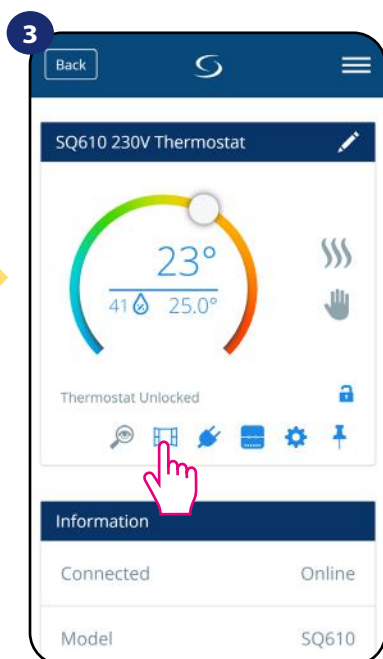 3
Back
SQ610 230V Thermostat
23°
41 25.0°
Thermostat Unlocked
Information
Connected Online
Model SQ610